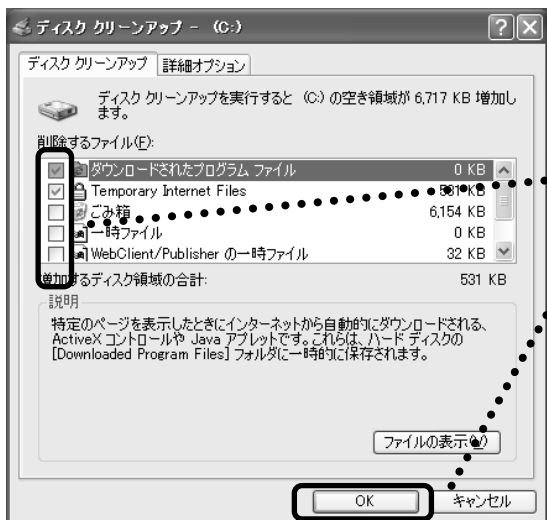 ディスク クリーンアップ - (C:)
ディスク クリーンアップ 詳細オプション
ディスク クリーンアップを実行すると (C:) の空き領域が 6,717 KB 増加し
ます。
削除するファイル(F):
ダウンロードされたプログラム ファイル 0 KB
Temporary Internet Files 531 KB
ごみ箱 6,154 KB
一時ファイル 0 KB
WebClient/Publisher の一時ファイル 32 KB
増加するディスク領域の合計: 531 KB
説明
特定のページを表示したときにインターネットから自動的にダウンロードされる、
ActiveX コントロールや Java アプレットです。これらは、ハード ディスクの
[Downloaded Program Files] フォルダに一時的に保存されます。
ファイルの表示(V)
OK キャンセル